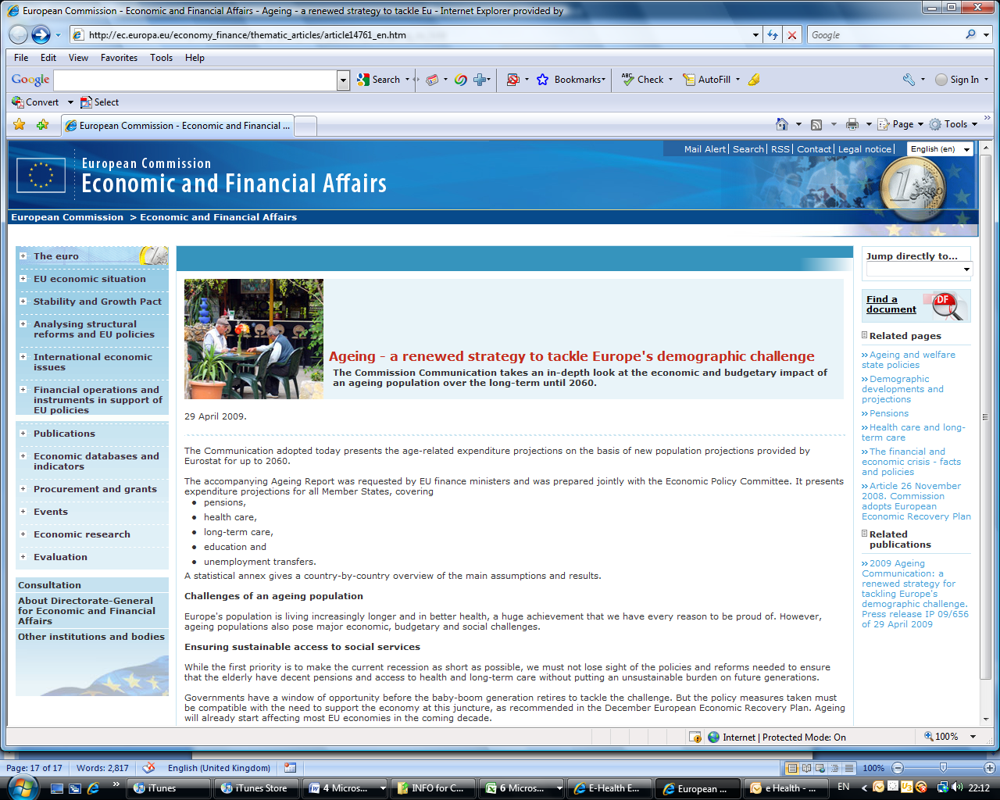 European Commission - Economic and Financial Affairs - Ageing - a renewed strategy to tackle Eu - Internet Explorer provided by
http://ec.europa.eu/economy_finance/thematic_articles/article14761_en.htm
Google
File Edit View Favorites Tools Help
Google Search Bookmarks Check AutoFill Sign In
Convert Select
European Commission - Economic and Financial ...
Page Tools
Mail Alert| Search| RSS| Contact| Legal notice| English (en)
European Commission
Economic and Financial Affairs
European Commission > Economic and Financial Affairs
The euro
EU economic situation
Stability and Growth Pact
Analysing structural
reforms and EU policies
International economic
issues
Financial operations and
instruments in support of
EU policies
Publications
Economic databases and
indicators
Procurement and grants
Events
Economic research
Evaluation
Consultation
About Directorate-General
for Economic and Financial
Affairs
Other institutions and bodies
Ageing - a renewed strategy to tackle Europe's demographic challenge
The Commission Communication takes an in-depth look at the economic and budgetary impact of
an ageing population over the long-term until 2060.
29 April 2009.
The Communication adopted today presents the age-related expenditure projections on the basis of new population projections provided by
Eurostat for up to 2060.
The accompanying Ageing Report was requested by EU finance ministers and was prepared jointly with the Economic Policy Committee. It presents
expenditure projections for all Member States, covering
pensions,
health care,
long-term care,
education and
unemployment transfers.
A statistical annex gives a country-by-country overview of the main assumptions and results.
Challenges of an ageing population
Europe's population is living increasingly longer and in better health, a huge achievement that we have every reason to be proud of. However,
ageing populations also pose major economic, budgetary and social challenges.
Ensuring sustainable access to social services
While the first priority is to make the current recession as short as possible, we must not lose sight of the policies and reforms needed to ensure
that the elderly have decent pensions and access to health and long-term care without putting an unsustainable burden on future generations.
Governments have a window of opportunity before the baby-boom generation retires to tackle the challenge. But the policy measures taken must
be compatible with the need to support the economy at this juncture, as recommended in the December European Economic Recovery Plan. Ageing
will already start affecting most EU economies in the coming decade.
Jump directly to...
Find a
document
Related pages
Ageing and welfare
state policies
Demographic
developments and
projections
Pensions
Health care and long-
term care
The financial and
economic crisis - facts
and policies
Article 26 November
2008. Commission
adopts European
Economic Recovery Plan
Related
publications
2009 Ageing
Communication: a
renewed strategy for
tackling Europe's
demographic challenge.
Press release IP 09/656
of 29 April 2009
Internet | Protected Mode: On 100%
Page: 17 of 17 Words: 2,817 English (United Kingdom) 100%
iTunes iTunes Store 4 Micros... INFO for C... 6 Micros... E-Health E... European ... e Health - ... EN 22:12